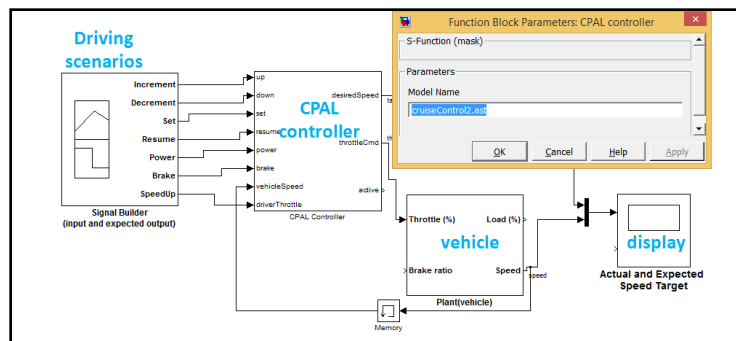 Driving
scenarios
Increment
Decrement
Set
Resume
Power
Brake
SpeedUp
Signal Builder
(input and expected output)
up
down
set
resume
power
brake
vehicleSpeed
driverThrottle
desiredSpeed
throttleCmd
active
CPAL
controller
CPAL Controller
Function Block Parameters: CPAL controller
S-Function (mask)
Parameters
Model Name
cruiseControl2.ast
OK
Cancel
Help
Apply
Throttle (%)
Load (%)
vehicle
Brake ratio
Speed
speed
Plant(vehicle)
Memory
display
Actual and Expected
Speed Target